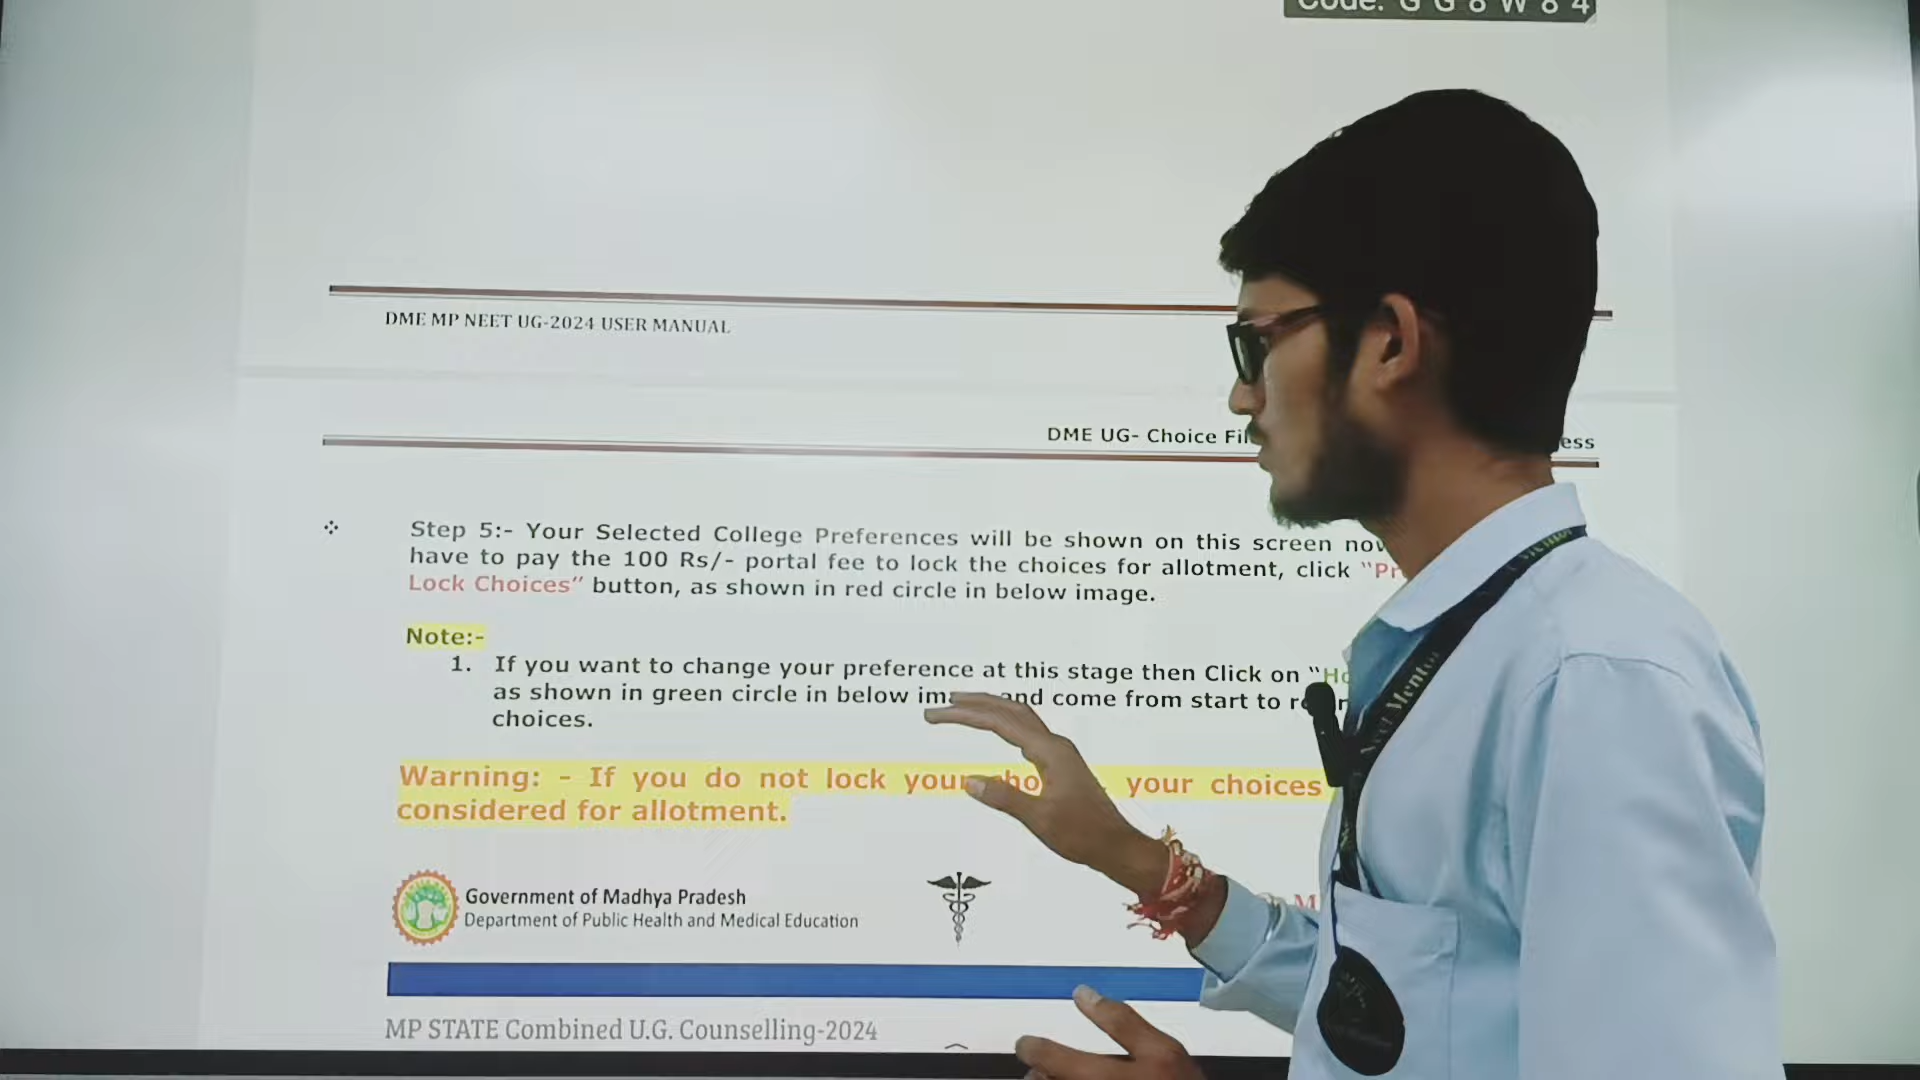 Code: G G 8 W 8 4
DME MP NEET UG-2024 USER MANUAL
DME UG- Choice Fi ess
❖ Step 5:- Your Selected College Preferences will be shown on this screen now
have to pay the 100 Rs/- portal fee to lock the choices for allotment, click "Pr
Lock Choices" button, as shown in red circle in below image.
Note:-
1. If you want to change your preference at this stage then Click on "Ho
as shown in green circle in below and come from start to
choices.
Warning: - If you do not lock your your choices
considered for allotment.
Government of Madhya Pradesh
Department of Public Health and Medical Education
M
MP STATE Combined U.G. Counselling-2024